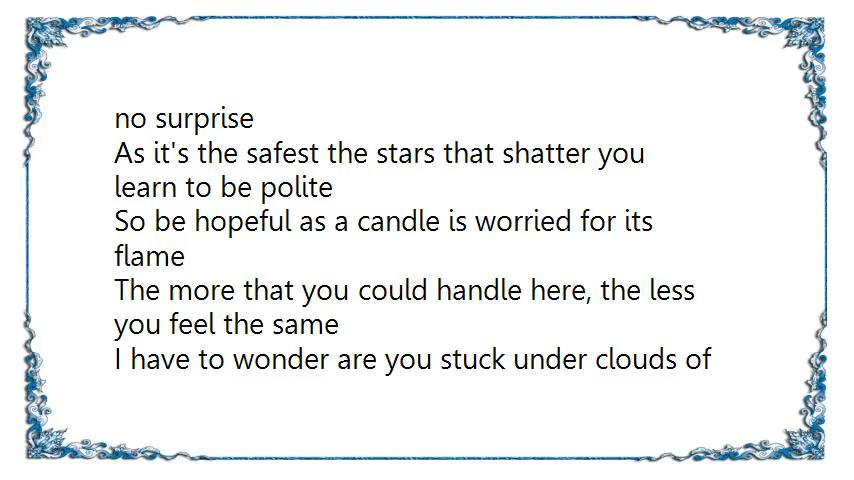 no surprise
As it's the safest the stars that shatter you
learn to be polite
So be hopeful as a candle is worried for its
flame
The more that you could handle here, the less
you feel the same
I have to wonder are you stuck under clouds of